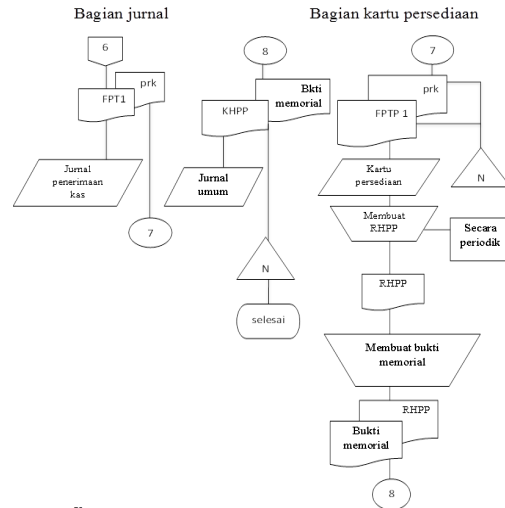 Bagian jurnal
Bagian kartu persediaan
6
prk
FPT1
Jurnal
penerimaan
kas
7
8
Bkti
memorial
KHPP
Jurnal
umum
N
selesai
7
prk
FPTP 1
N
Kartu
persediaan
Membuat
RHPP
Secara
periodik
RHPP
Membuat bukti
memorial
RHPP
Bukti
memorial
8